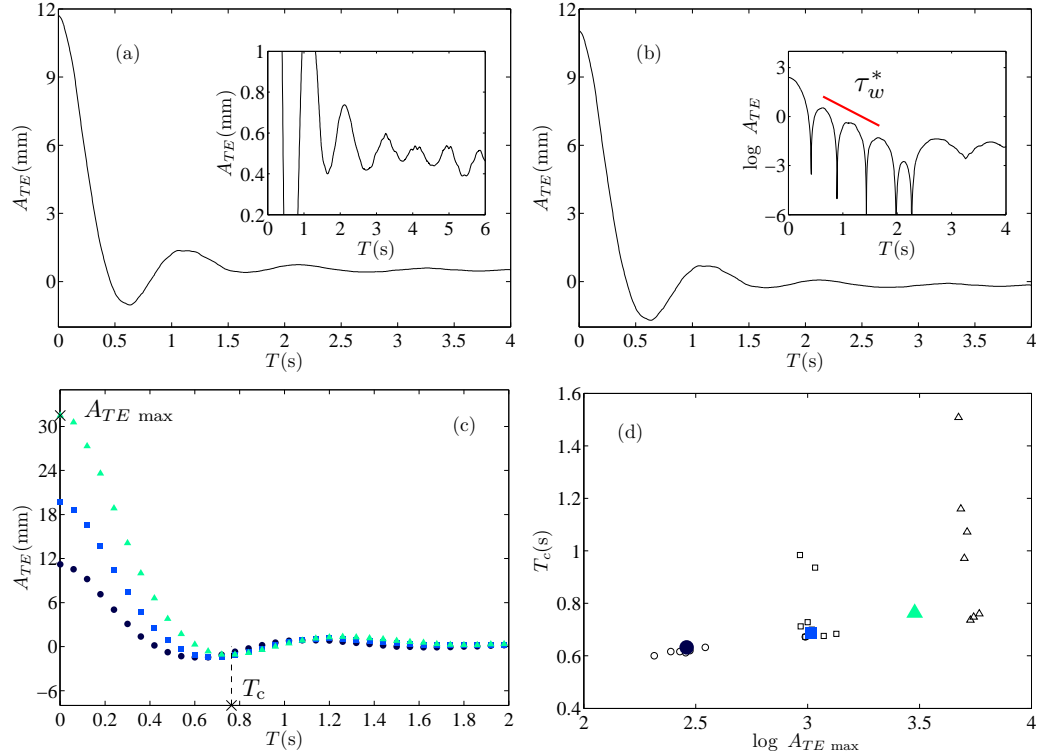 12
9
6
3
0
A_TE(mm)
(a)
1
0.8
0.6
0.4
0.2
A_TE(mm)
0 1 2 3 4 5 6
T(s)
0 0.5 1 1.5 2 2.5 3 3.5 4
T(s)
12
9
6
3
0
A_TE(mm)
(b)
3
0
−3
−6
log A_TE
τ_w^*
0 1 2 3 4
T(s)
0 0.5 1 1.5 2 2.5 3 3.5 4
T(s)
30
24
18
12
6
0
−6
A_TE(mm)
A_TE max
(c)
T_c
0 0.2 0.4 0.6 0.8 1 1.2 1.4 1.6 1.8 2
T(s)
1.6
1.4
1.2
1
0.8
0.6
0.4
T_c(s)
(d)
2 2.5 3 3.5 4
log A_TE max